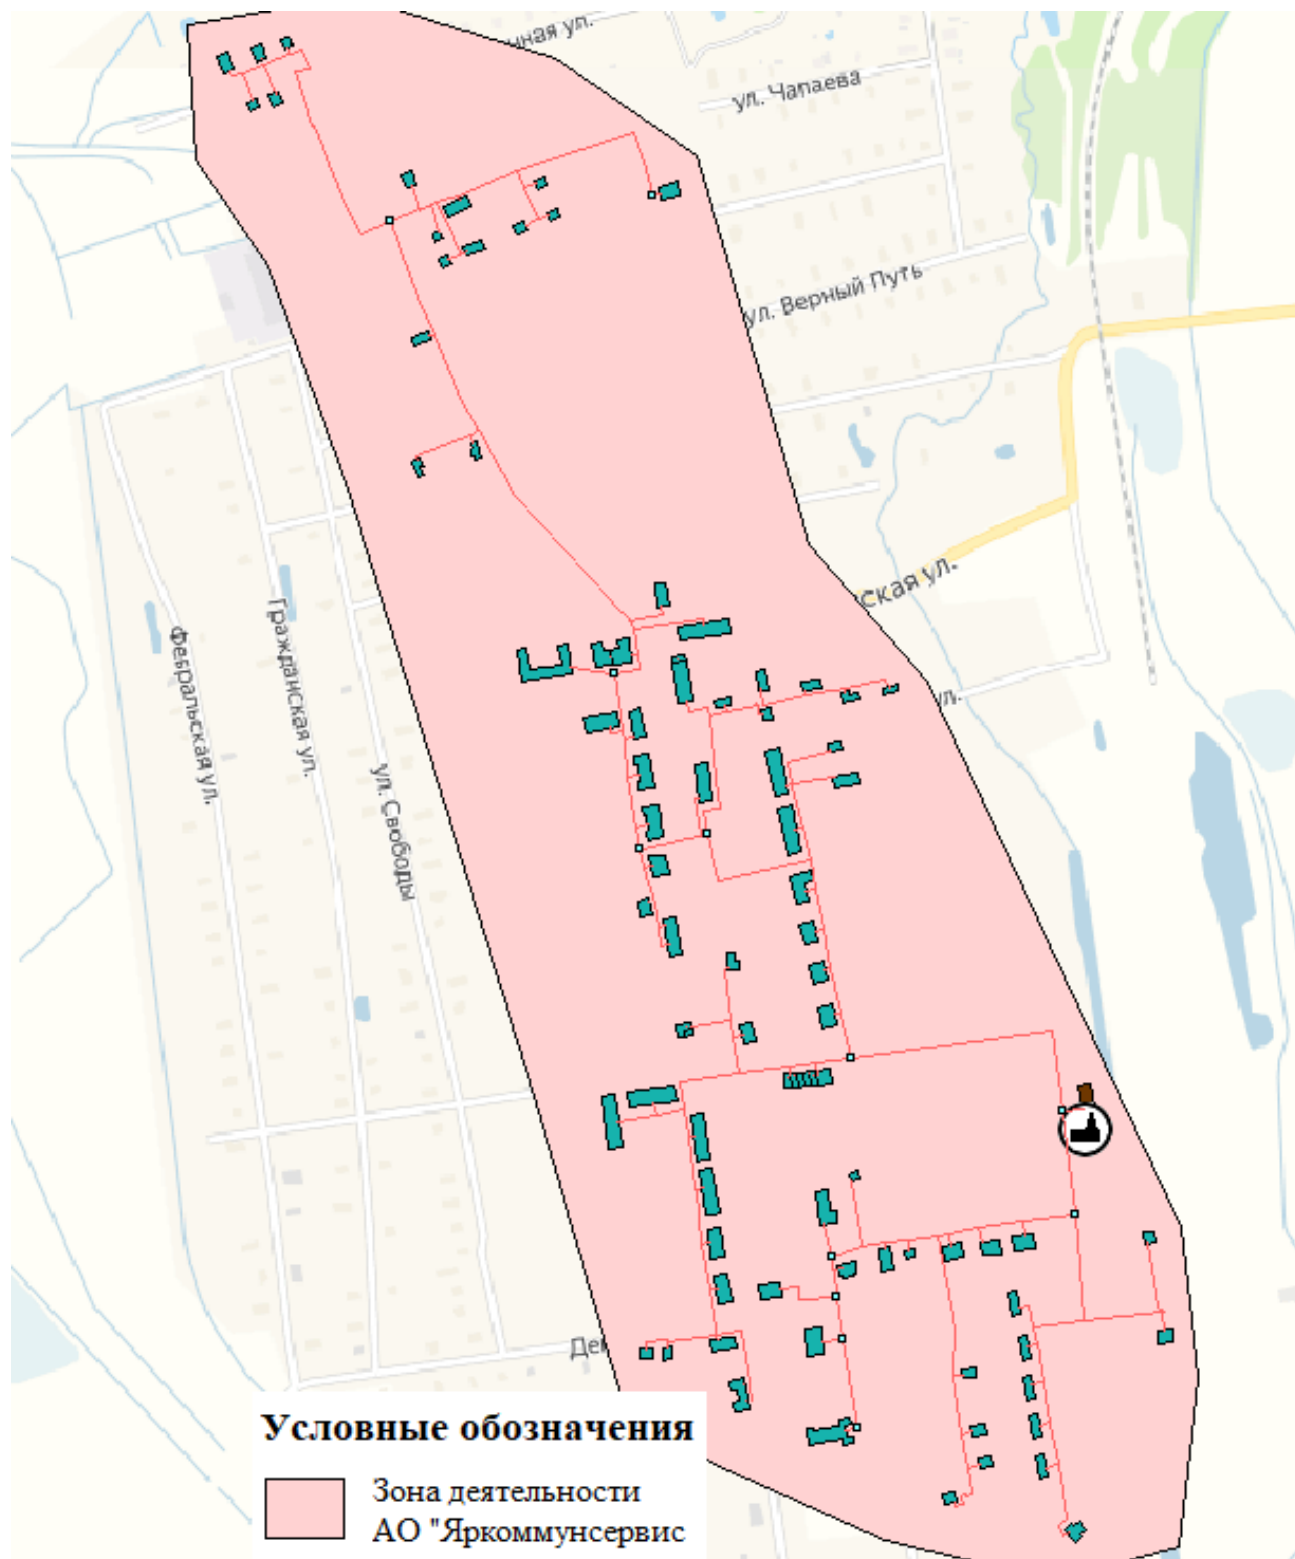 ул. Чапаева
ул. Верный Путь
ская ул.
ул.
Февральская ул.
Гражданская ул.
ул. Свободы
Условные обозначения
Зона деятельности
АО "Яркоммунсервис